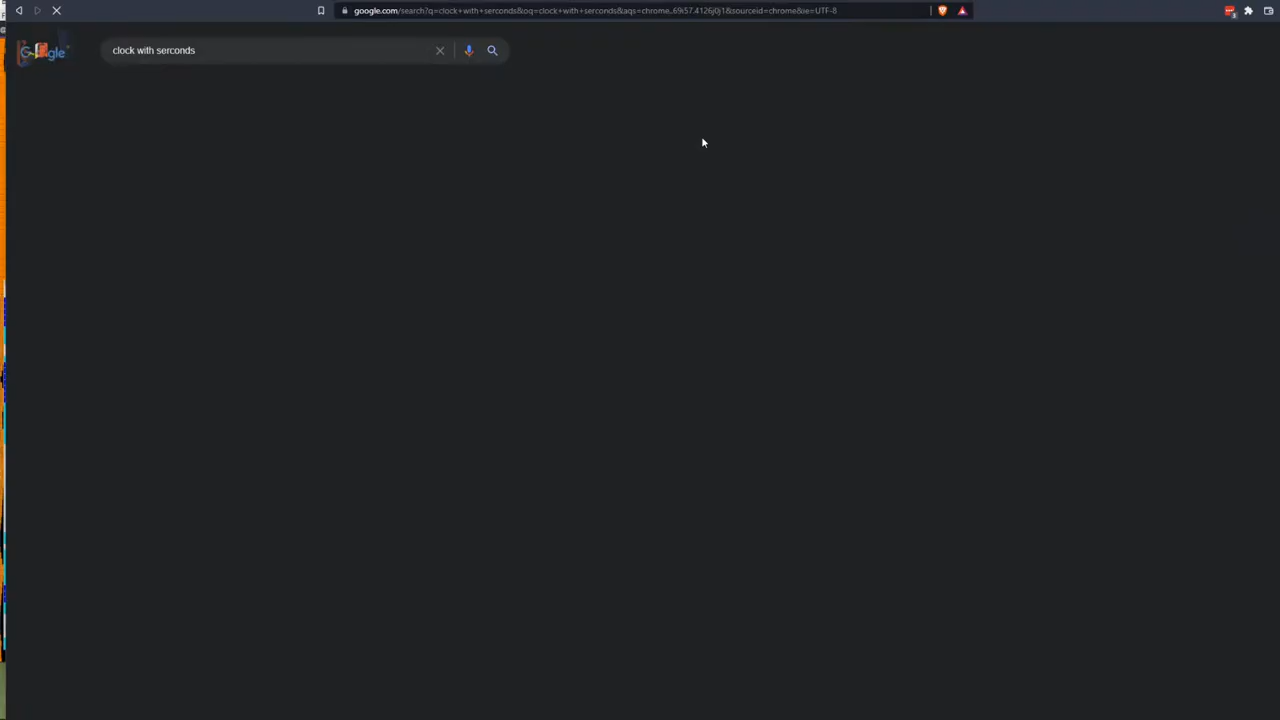 google.com/search?q=clock+with+serconds&oq=clock+with+serconds&aqs=chrome..69i57.4126j0j1&sourceid=chrome&ie=UTF-8
Google
clock with serconds